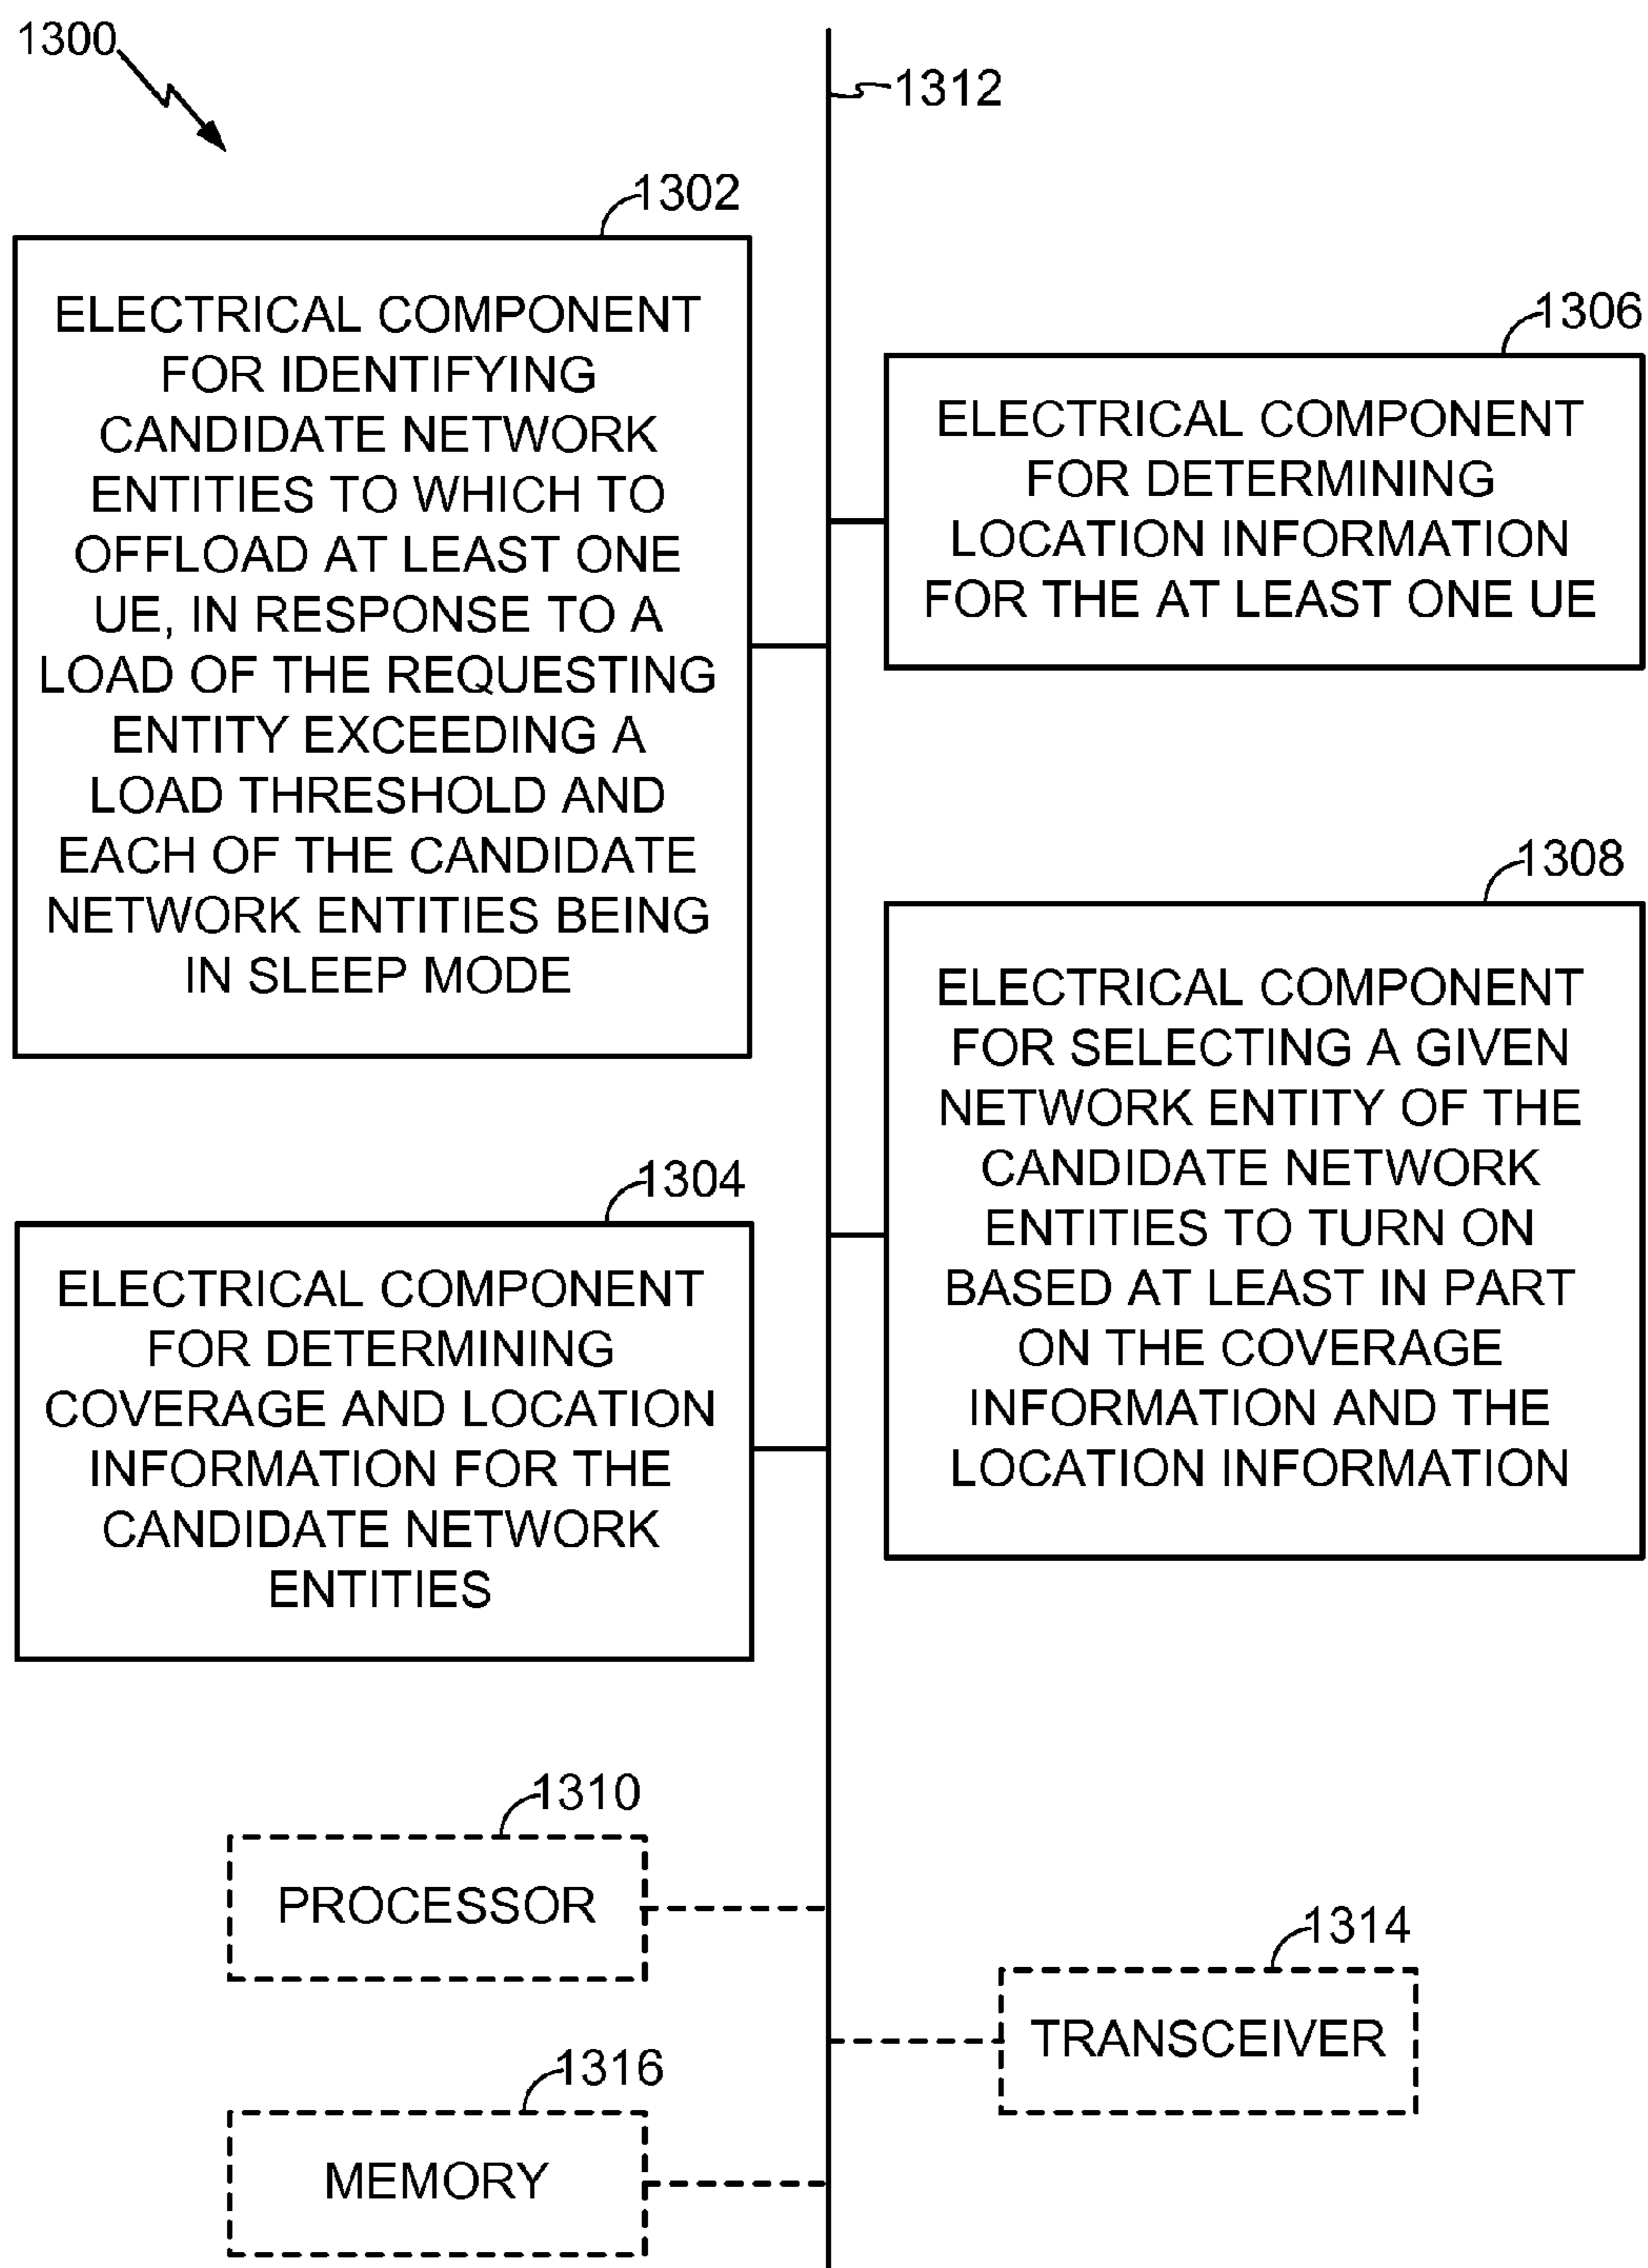 1300
1312
1302
ELECTRICAL COMPONENT
FOR IDENTIFYING
CANDIDATE NETWORK
ENTITIES TO WHICH TO
OFFLOAD AT LEAST ONE
UE, IN RESPONSE TO A
LOAD OF THE REQUESTING
ENTITY EXCEEDING A
LOAD THRESHOLD AND
EACH OF THE CANDIDATE
NETWORK ENTITIES BEING
IN SLEEP MODE
1306
ELECTRICAL COMPONENT
FOR DETERMINING
LOCATION INFORMATION
FOR THE AT LEAST ONE UE
1304
ELECTRICAL COMPONENT
FOR DETERMINING
COVERAGE AND LOCATION
INFORMATION FOR THE
CANDIDATE NETWORK
ENTITIES
1308
ELECTRICAL COMPONENT
FOR SELECTING A GIVEN
NETWORK ENTITY OF THE
CANDIDATE NETWORK
ENTITIES TO TURN ON
BASED AT LEAST IN PART
ON THE COVERAGE
INFORMATION AND THE
LOCATION INFORMATION
1310
PROCESSOR
1314
TRANSCEIVER
1316
MEMORY